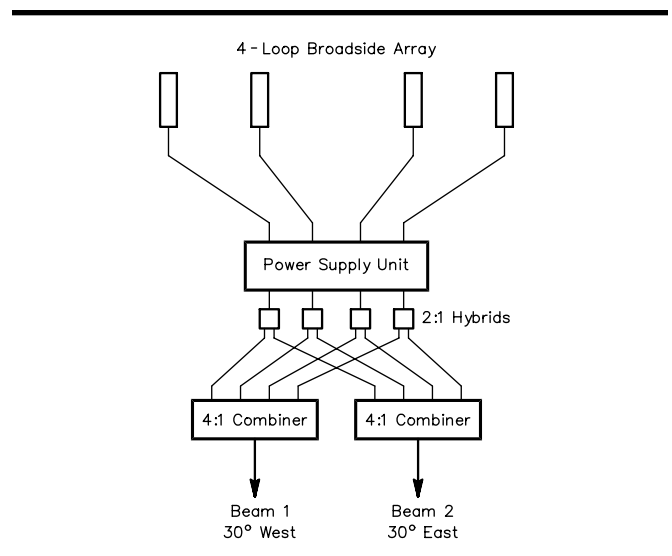 4-Loop Broadside Array
Power Supply Unit
2:1 Hybrids
4:1 Combiner
4:1 Combiner
Beam 1
30° West
Beam 2
30° East